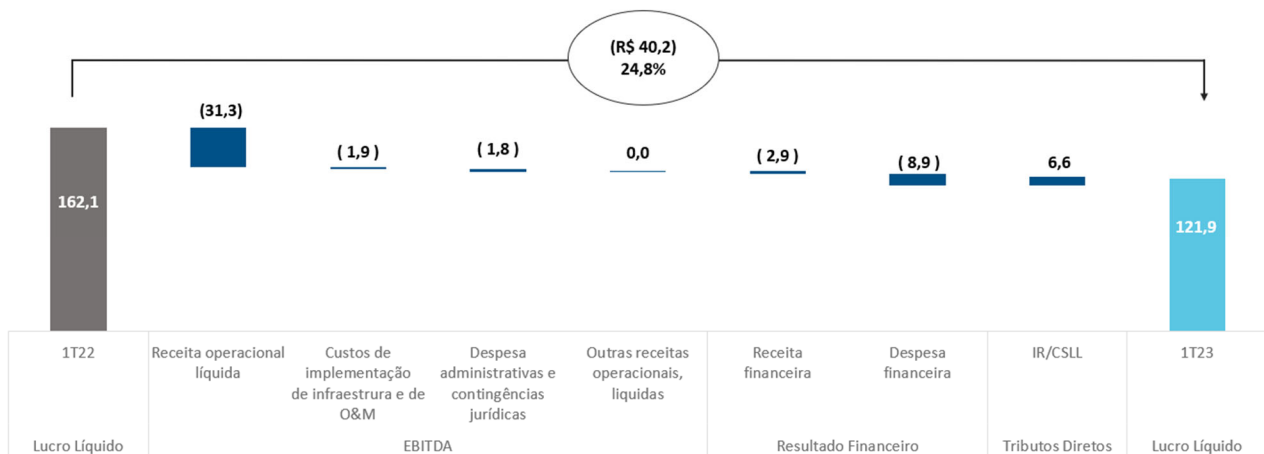 (R$ 40,2)
24,8%
(31,3)
( 1,9 )
( 1,8 )
0,0
( 2,9 )
( 8,9 )
6,6
162,1
121,9
1T22
Receita operacional
líquida
Custos de
implementação
de infraestrura e de
O&M
Despesa
administrativas e
contingências
jurídicas
Outras receitas
operacionais,
liquidas
Receita
financeira
Despesa
financeira
IR/CSLL
1T23
Lucro Líquido
EBITDA
Resultado Financeiro
Tributos Diretos
Lucro Líquido